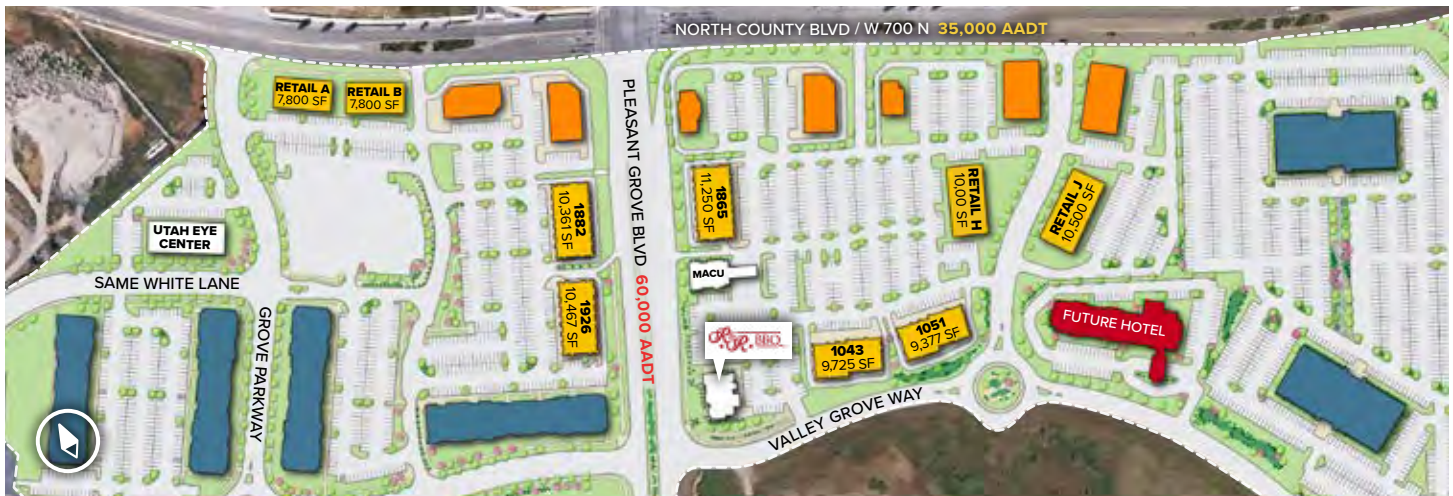 NORTH COUNTY BLVD / W 700 N 35,000 AADT
RETAIL A
7,800 SF
RETAIL B
7,800 SF
PLEASANT GROVE BLVD 60,000 AADT
1882
10,361 SF
1865
11,250 SF
RETAIL H
10,00 SF
RETAIL J
10,500 SF
UTAH EYE
CENTER
MACU
SAME WHITE LANE
GROVE PARKWAY
1926
10,467 SF
R&R BBQ
1043
9,725 SF
1051
9,377 SF
FUTURE HOTEL
VALLEY GROVE WAY